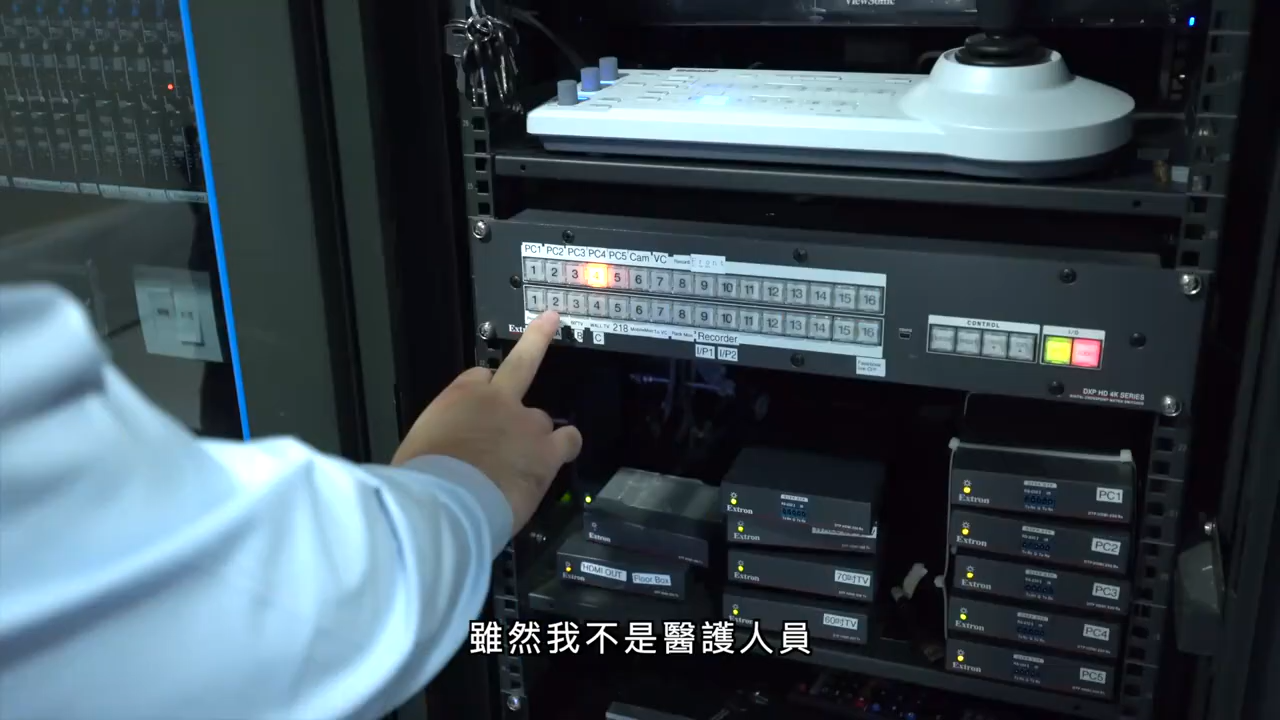 ViewSonic
PC1 PC2 PC3 PC4 PC5 Cam VC
1 2 3 4 5 6 7 8 9 10 11 12 13 14 15 16
1 2 3 4 5 6 7 8 9 10 11 12 13 14 15 16
218
Recorder
I/P1 I/P2
C
CONTROL
I/O
DXP HD 4K SERIES
Extron
Extron
HDMI OUT Floor Box
Extron
Extron
Extron
Extron
70吋TV
Extron
60吋TV
Extron
PC1
Extron
PC2
Extron
PC3
Extron
PC4
Extron
PC5
雖然我不是醫護人員